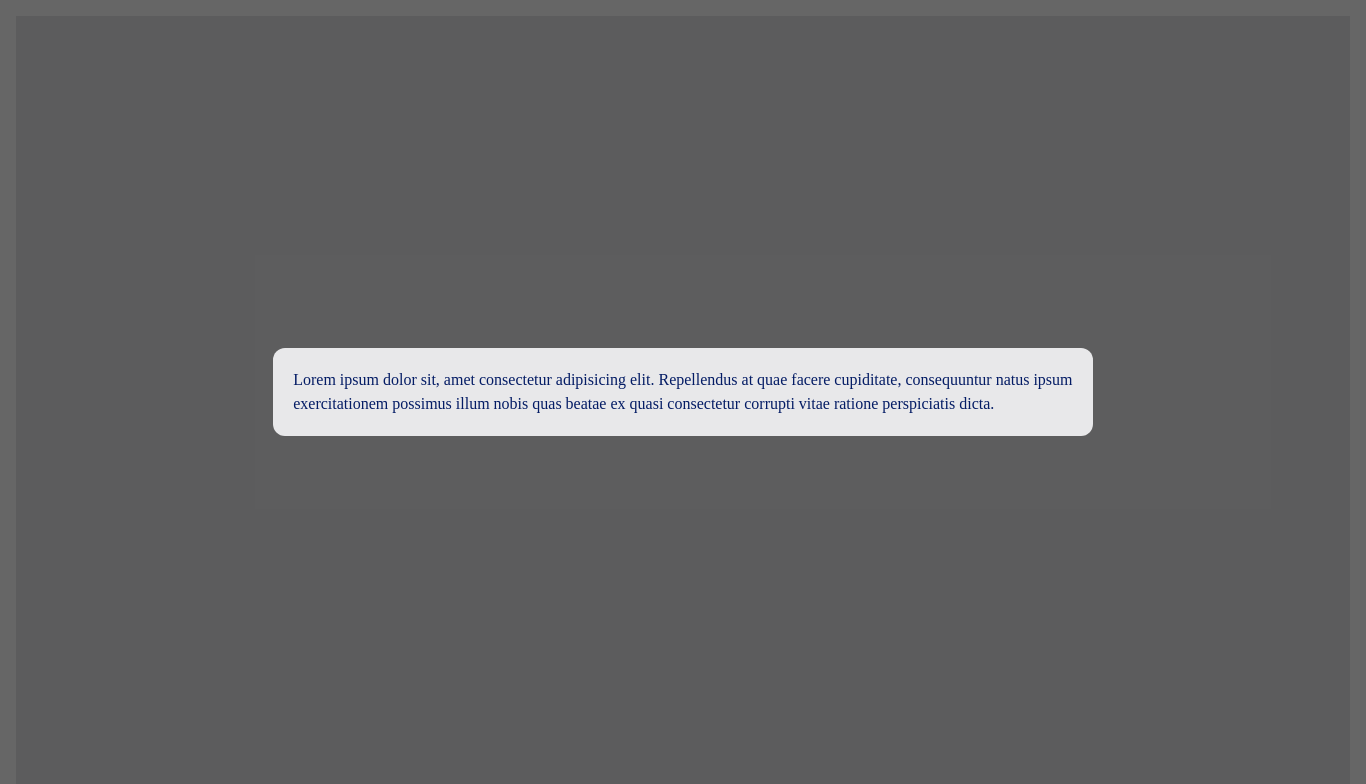 Lorem ipsum dolor sit, amet consectetur adipisicing elit. Repellendus at quae facere cupiditate, consequuntur natus ipsum
exercitationem possimus illum nobis quas beatae ex quasi consectetur corrupti vitae ratione perspiciatis dicta.